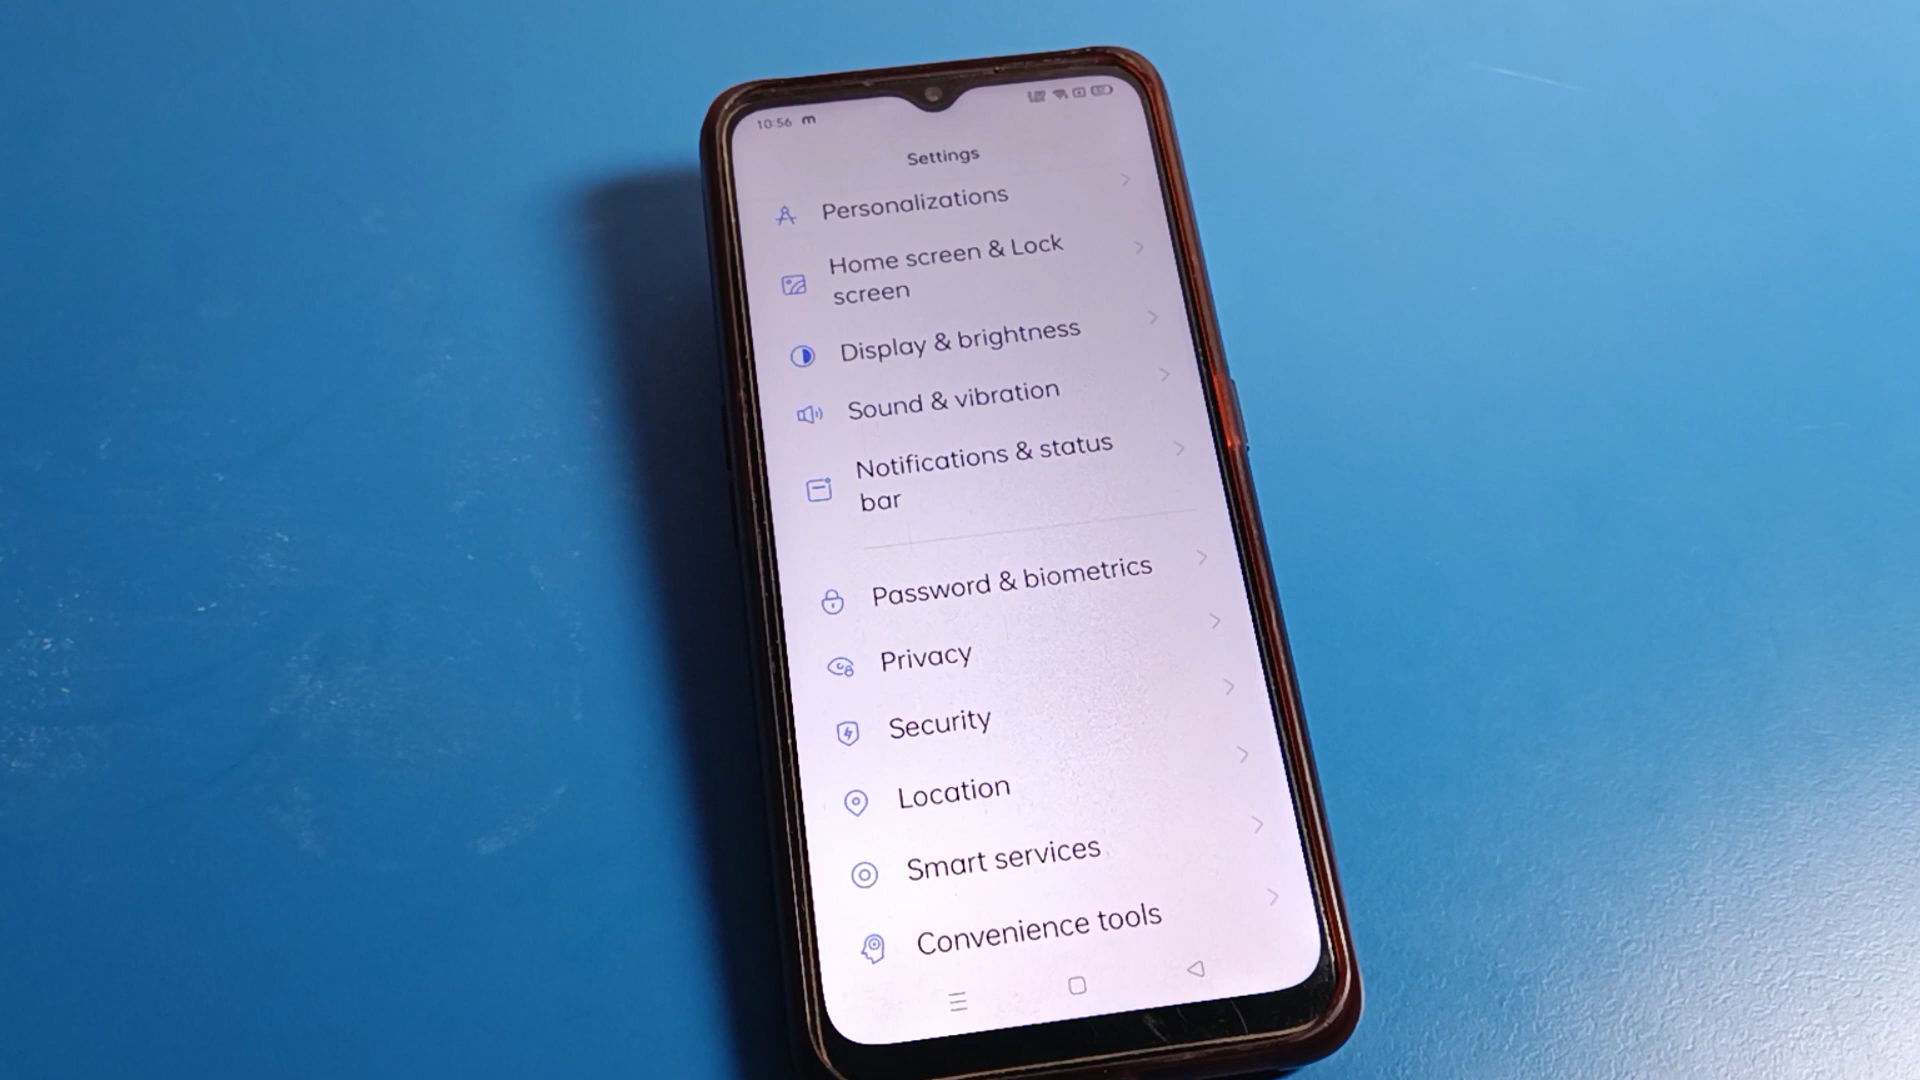 10:56 m
Settings
Personalizations
Home screen & Lock
screen
Display & brightness
Sound & vibration
Notifications & status
bar
Password & biometrics
Privacy
Security
Location
Smart services
Convenience tools